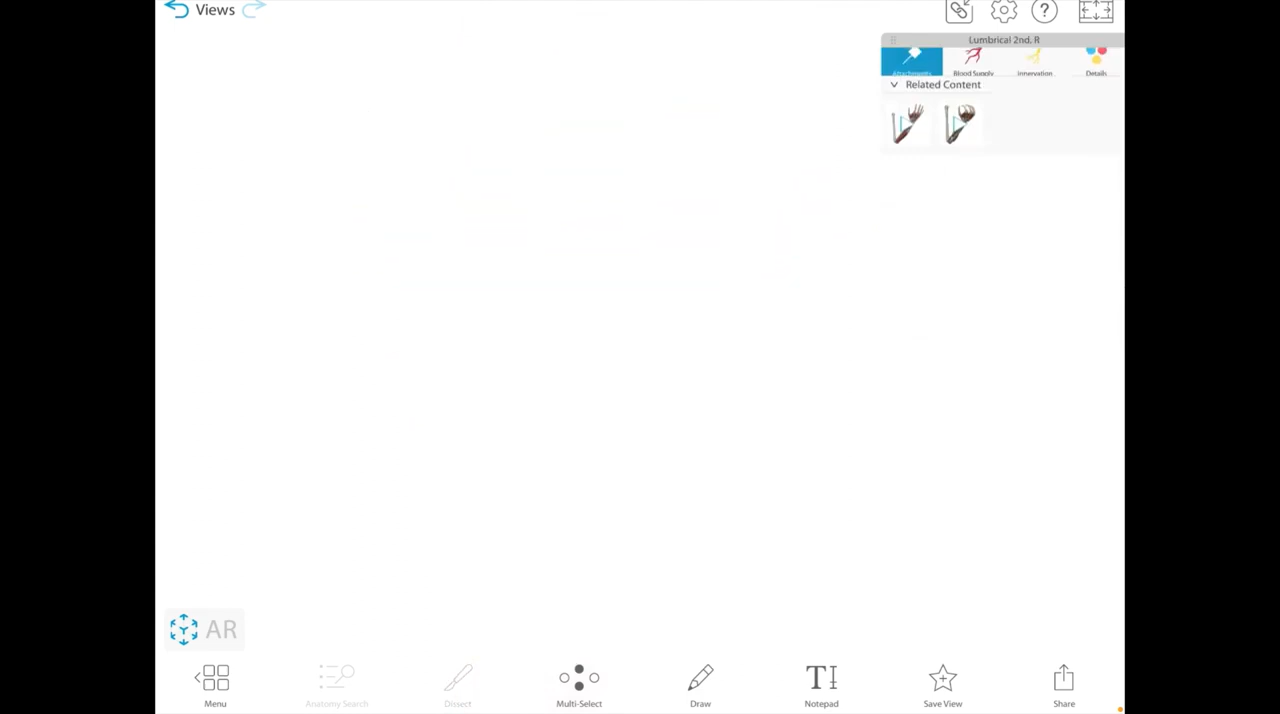 Views
?
Lumbrical 2nd. R
Attachments
Blood Supply
Innervation
Details
Related Content
AR
Menu
Anatomy Search
Dissect
Multi-Select
Draw
Notepad
Save View
Share